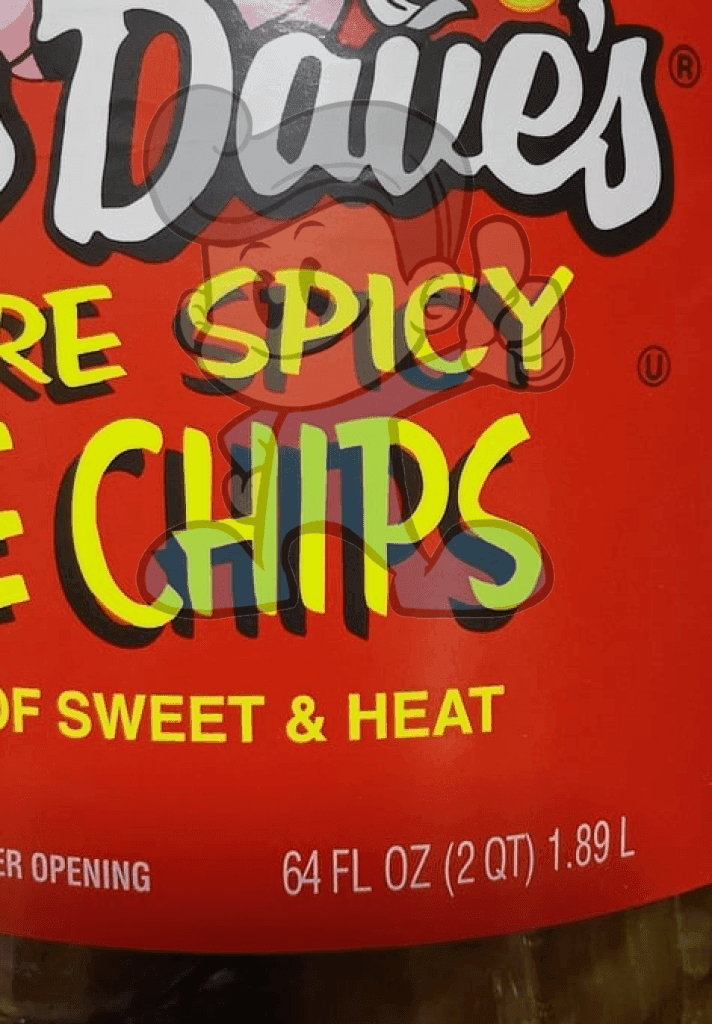 Dave's ®
RE SPICY
Ⓤ
E CHIPS
OF SWEET & HEAT
ER OPENING 64 FL OZ (2 QT) 1.89 L